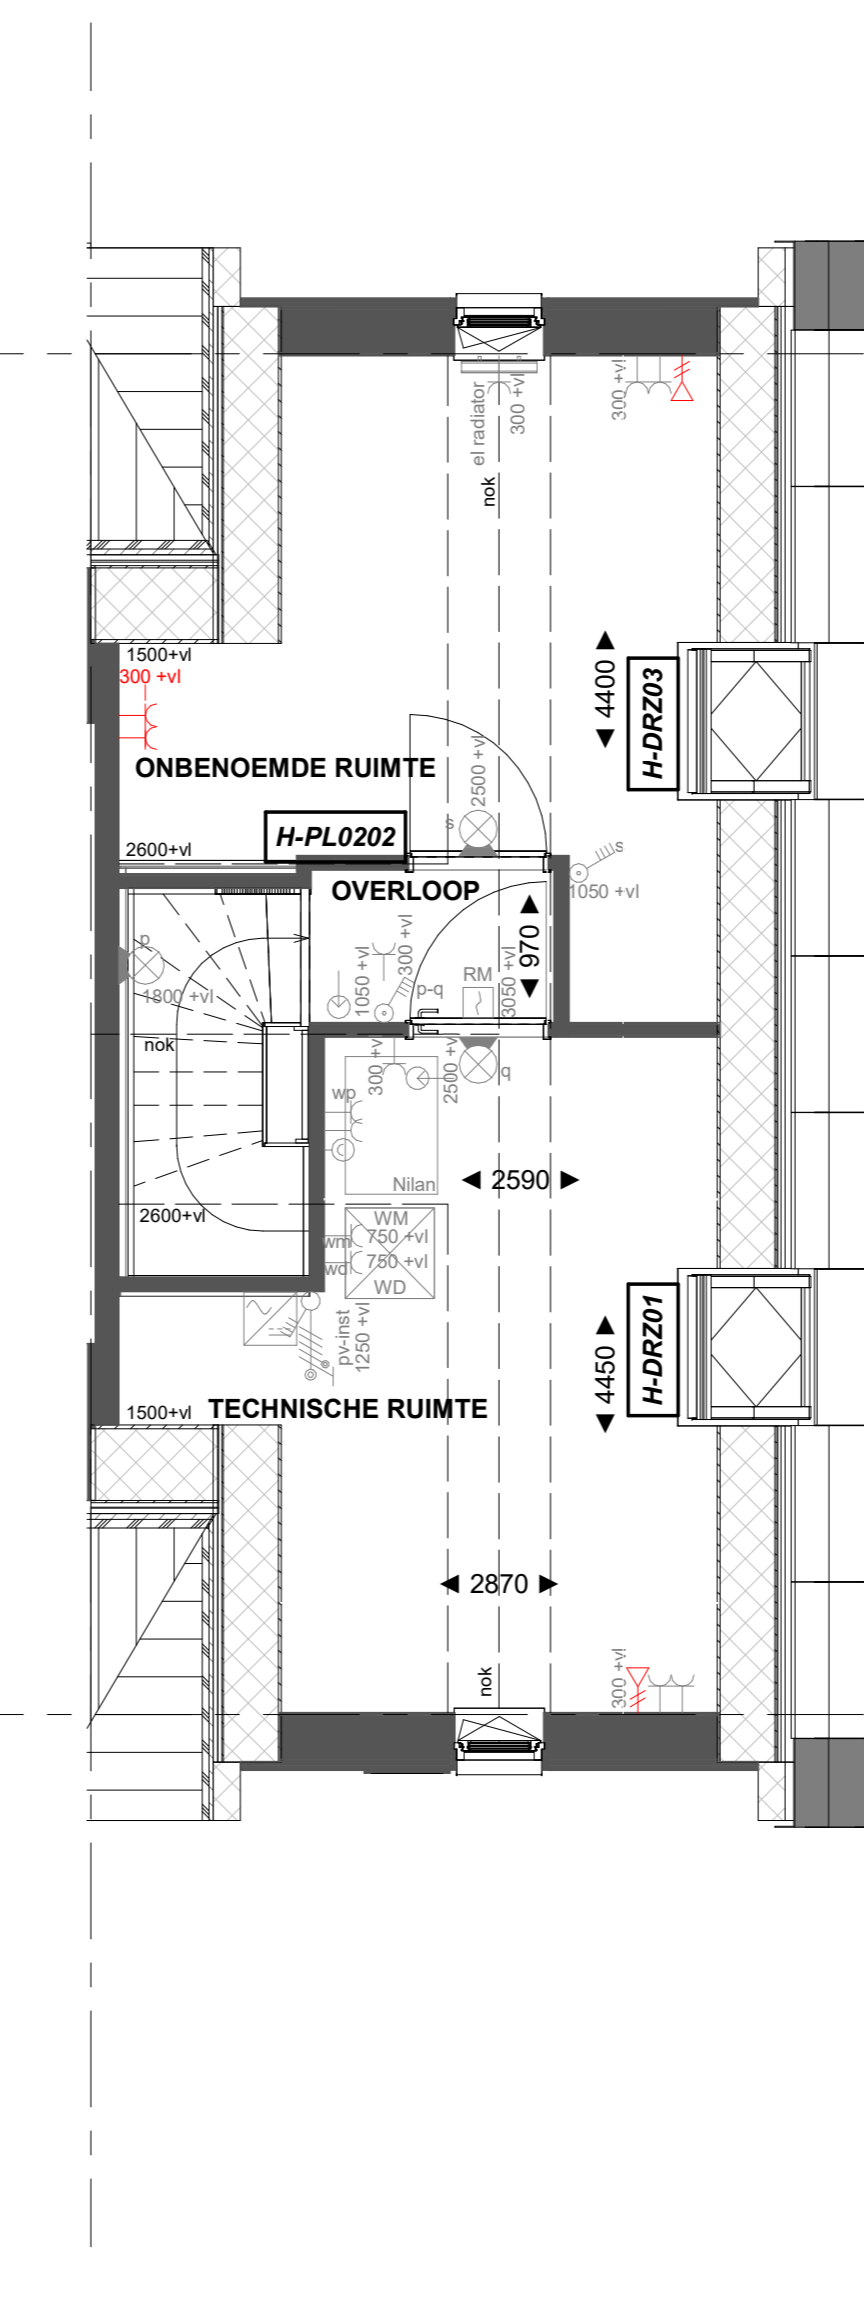 el radiator
300 +vl
300 +vl
nok
1500+vl
300 +vl
4400
H-DRZ03
ONBENOEMDE RUIMTE
2500 +vl
s
H-PL0202
2600+vl
s
1050 +vl
OVERLOOP
970
p
1800 +vl
300 +vl
1050 +vl
p-q
RM
3050 +vl
nok
300 +vl
2500 +vl
q
wp
Nilan
2590
2600+vl
WM
wm
750 +vl
wd
750 +vl
WD
pv-inst
1250 +vl
4450
H-DRZ01
1500+vl
TECHNISCHE RUIMTE
2870
nok
300 +vl